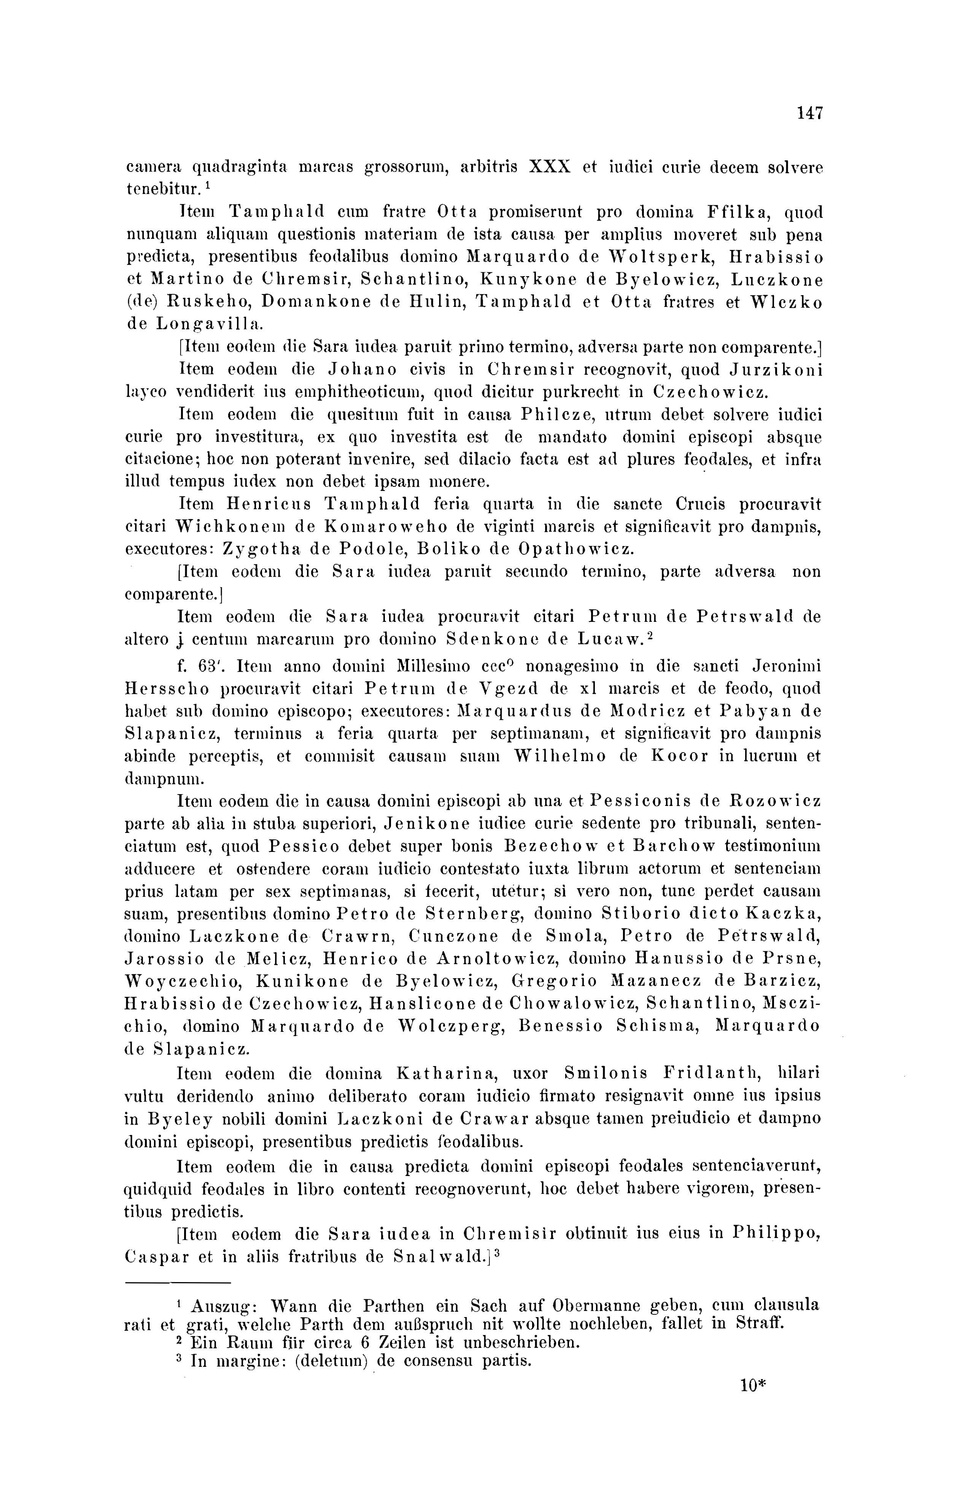 147
camera quadraginta marcas grossorum, arbitris XXX et iudici curie decem solvere
tenebitur. ¹
Item Tamphald cum fratre Otta promiserunt pro domina Ffilka, quod
nunquam aliquam questionis materiam de ista causa per amplius moveret sub pena
predicta, presentibus feodalibus domino Marquardo de Woltsperk, Hrabissio
et Martino de Chremsir, Schantlino, Kunykone de Byelowicz, Luczkone
(de) Ruskeho, Domankone de Hulin, Tamphald et Otta fratres et Wlczko
de Longavilla.
[Item eodem die Sara iudea paruit primo termino, adversa parte non comparente.]
Item eodem die Johano civis in Chremsir recognovit, quod Jurzikoni
layco vendiderit ius emphitheoticum, quod dicitur purkrecht in Czechowicz.
Item eodem die quesitum fuit in causa Philcze, utrum debet solvere iudici
curie pro investitura, ex quo investita est de mandato domini episcopi absque
citacione; hoc non poterant invenire, sed dilacio facta est ad plures feodales, et infra
illud tempus iudex non debet ipsam monere.
Item Henricus Tamphald feria quarta in die sancte Crucis procuravit
citari Wichkonem de Komaroweho de viginti marcis et significavit pro dampnis,
executores: Zygotha de Podole, Boliko de Opathowicz.
[Item eodem die Sara iudea paruit secundo termino, parte adversa non
comparente.]
Item eodem die Sara iudea procuravit citari Petrum de Petrswald de
altero j centum marcarum pro domino Sdenkone de Lucaw. ²
f. 63'. Item anno domini Millesimo cccº nonagesimo in die sancti Jeronimi
Hersscho procuravit citari Petrum de Vgezd de xl marcis et de feodo, quod
habet sub domino episcopo; executores: Marquardus de Modricz et Pabyan de
Slapanicz, terminus a feria quarta per septimanam, et significavit pro dampnis
abinde perceptis, et commisit causam suam Wilhelmo de Kocor in lucrum et
dampnum.
Item eodem die in causa domini episcopi ab una et Pessiconis de Rozowicz
parte ab alia in stuba superiori, Jenikone iudice curie sedente pro tribunali, senten-
ciatum est, quod Pessico debet super bonis Bezechow et Barchow testimonium
adducere et ostendere coram iudicio contestato iuxta librum actorum et sentenciam
prius latam per sex septimanas, si fecerit, utetur; si vero non, tunc perdet causam
suam, presentibus domino Petro de Sternberg, domino Stiborio dicto Kaczka,
domino Laczkone de Crawrn, Cunczone de Smola, Petro de Petrswald,
Jarossio de Melicz, Henrico de Arnoltowicz, domino Hanussio de Prsne,
Woyczechio, Kunikone de Byelowicz, Gregorio Mazanecz de Barzicz,
Hrabissio de Czechowicz, Hanslicone de Chowalowicz, Schantlino, Msczi-
chio, domino Marquardo de Wolczperg, Benessio Schisma, Marquardo
de Slapanicz.
Item eodem die domina Katharina, uxor Smilonis Fridlanth, hilari
vultu deridendo animo deliberato coram iudicio firmato resignavit omne ius ipsius
in Byeley nobili domini Laczkoni de Crawar absque tamen preiudicio et dampno
domini episcopi, presentibus predictis feodalibus.
Item eodem die in causa predicta domini episcopi feodales sentenciaverunt,
quidquid feodales in libro contenti recognoverunt, hoc debet habere vigorem, presen-
tibus predictis.
[Item eodem die Sara iudea in Chremisir obtinuit ius eius in Philippo,
Caspar et in aliis fratribus de Snalwald.] ³
¹ Auszug: Wann die Parthen ein Sach auf Obermanne geben, cum clausula
rati et grati, welche Parth dem außspruch nit wollte nochleben, fallet in Straff.
² Ein Raum für circa 6 Zeilen ist unbeschrieben.
³ In margine: (deletum) de consensu partis.
10*